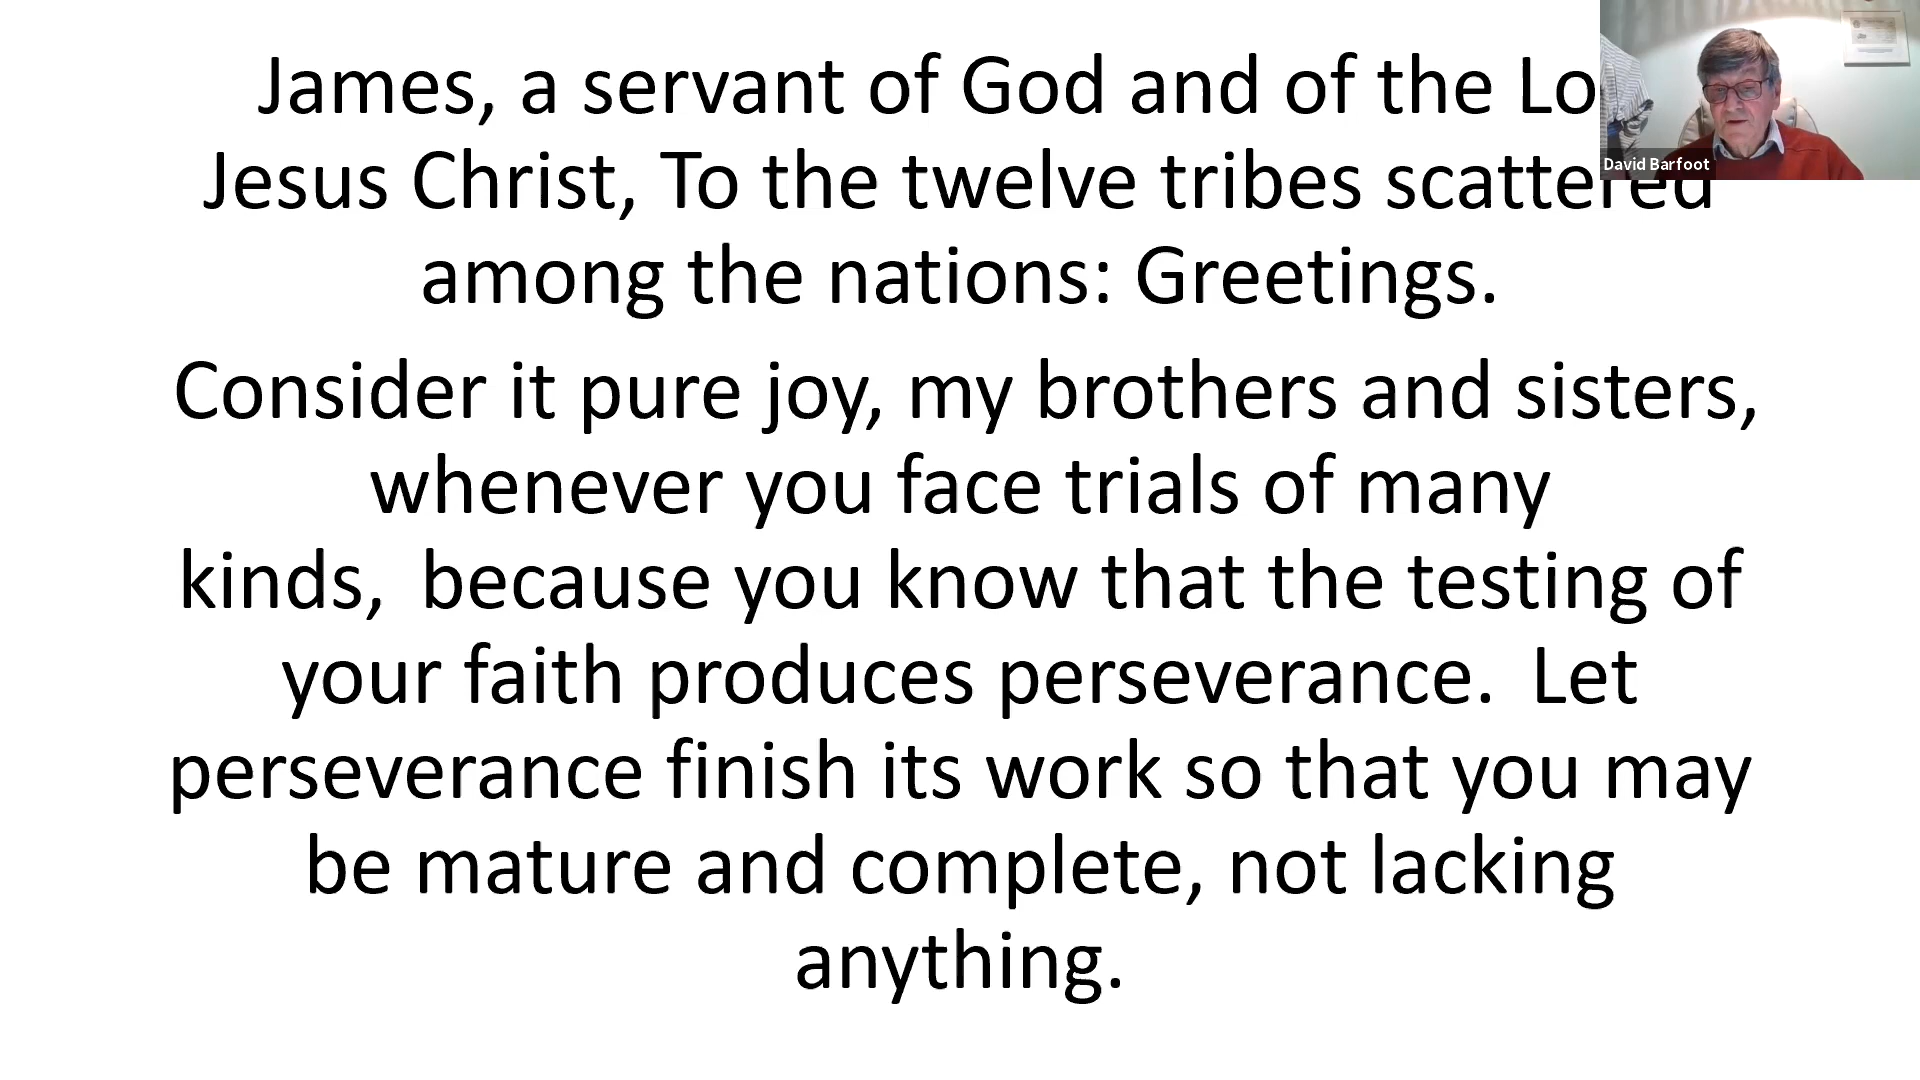 James, a servant of God and of the Lo
Jesus Christ, To the twelve tribes scattered
among the nations: Greetings.
Consider it pure joy, my brothers and sisters,
whenever you face trials of many
kinds,  because you know that the testing of
your faith produces perseverance.  Let
perseverance finish its work so that you may
be mature and complete, not lacking
anything.
David Barfoot